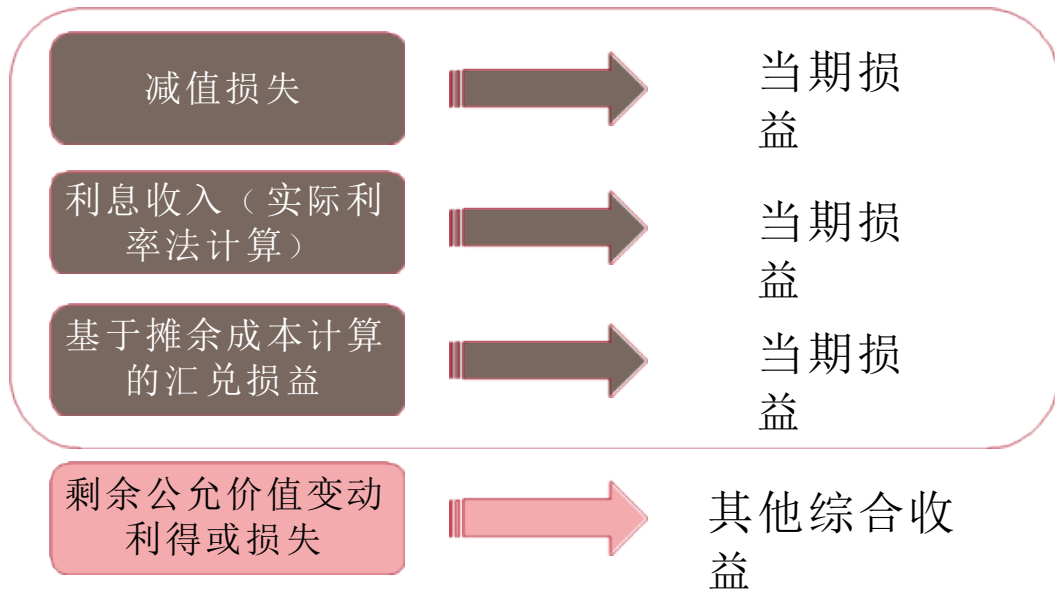 减值损失
当期损
益
利息收入（实际利
率法计算）
当期损
益
基于摊余成本计算
的汇兑损益
当期损
益
剩余公允价值变动
利得或损失
其他综合收
益